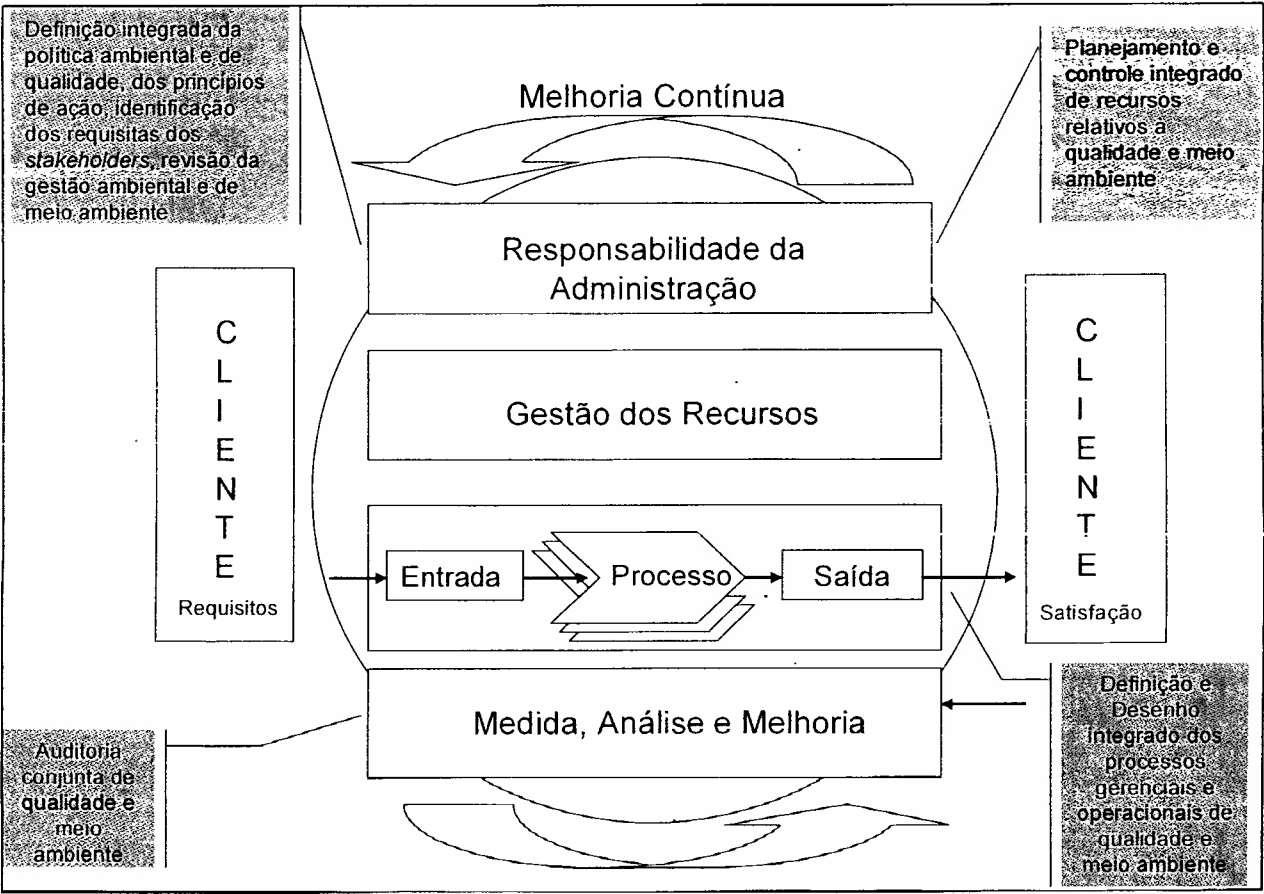 Definição integrada da
política ambiental e de
qualidade, dos princípios
de ação, identificação
dos requisitas dos
stakeholders, revisão da
gestão ambiental e de
meio ambiente
Melhoria Contínua
Planejamento e
controle integrado
de recursos
relativos à
qualidade e meio
ambiente
Responsabilidade da
Administração
C
L
I
E
N
T
E
Requisitos
Gestão dos Recursos
Entrada
Processo
Saída
C
L
I
E
N
T
E
Satisfação
Medida, Análise e Melhoria
Auditoria
conjunta de
qualidade e
meio
ambiente
Definição e
Desenho
integrado dos
processos
gerenciais e
operacionais de
qualidade e
meio ambiente